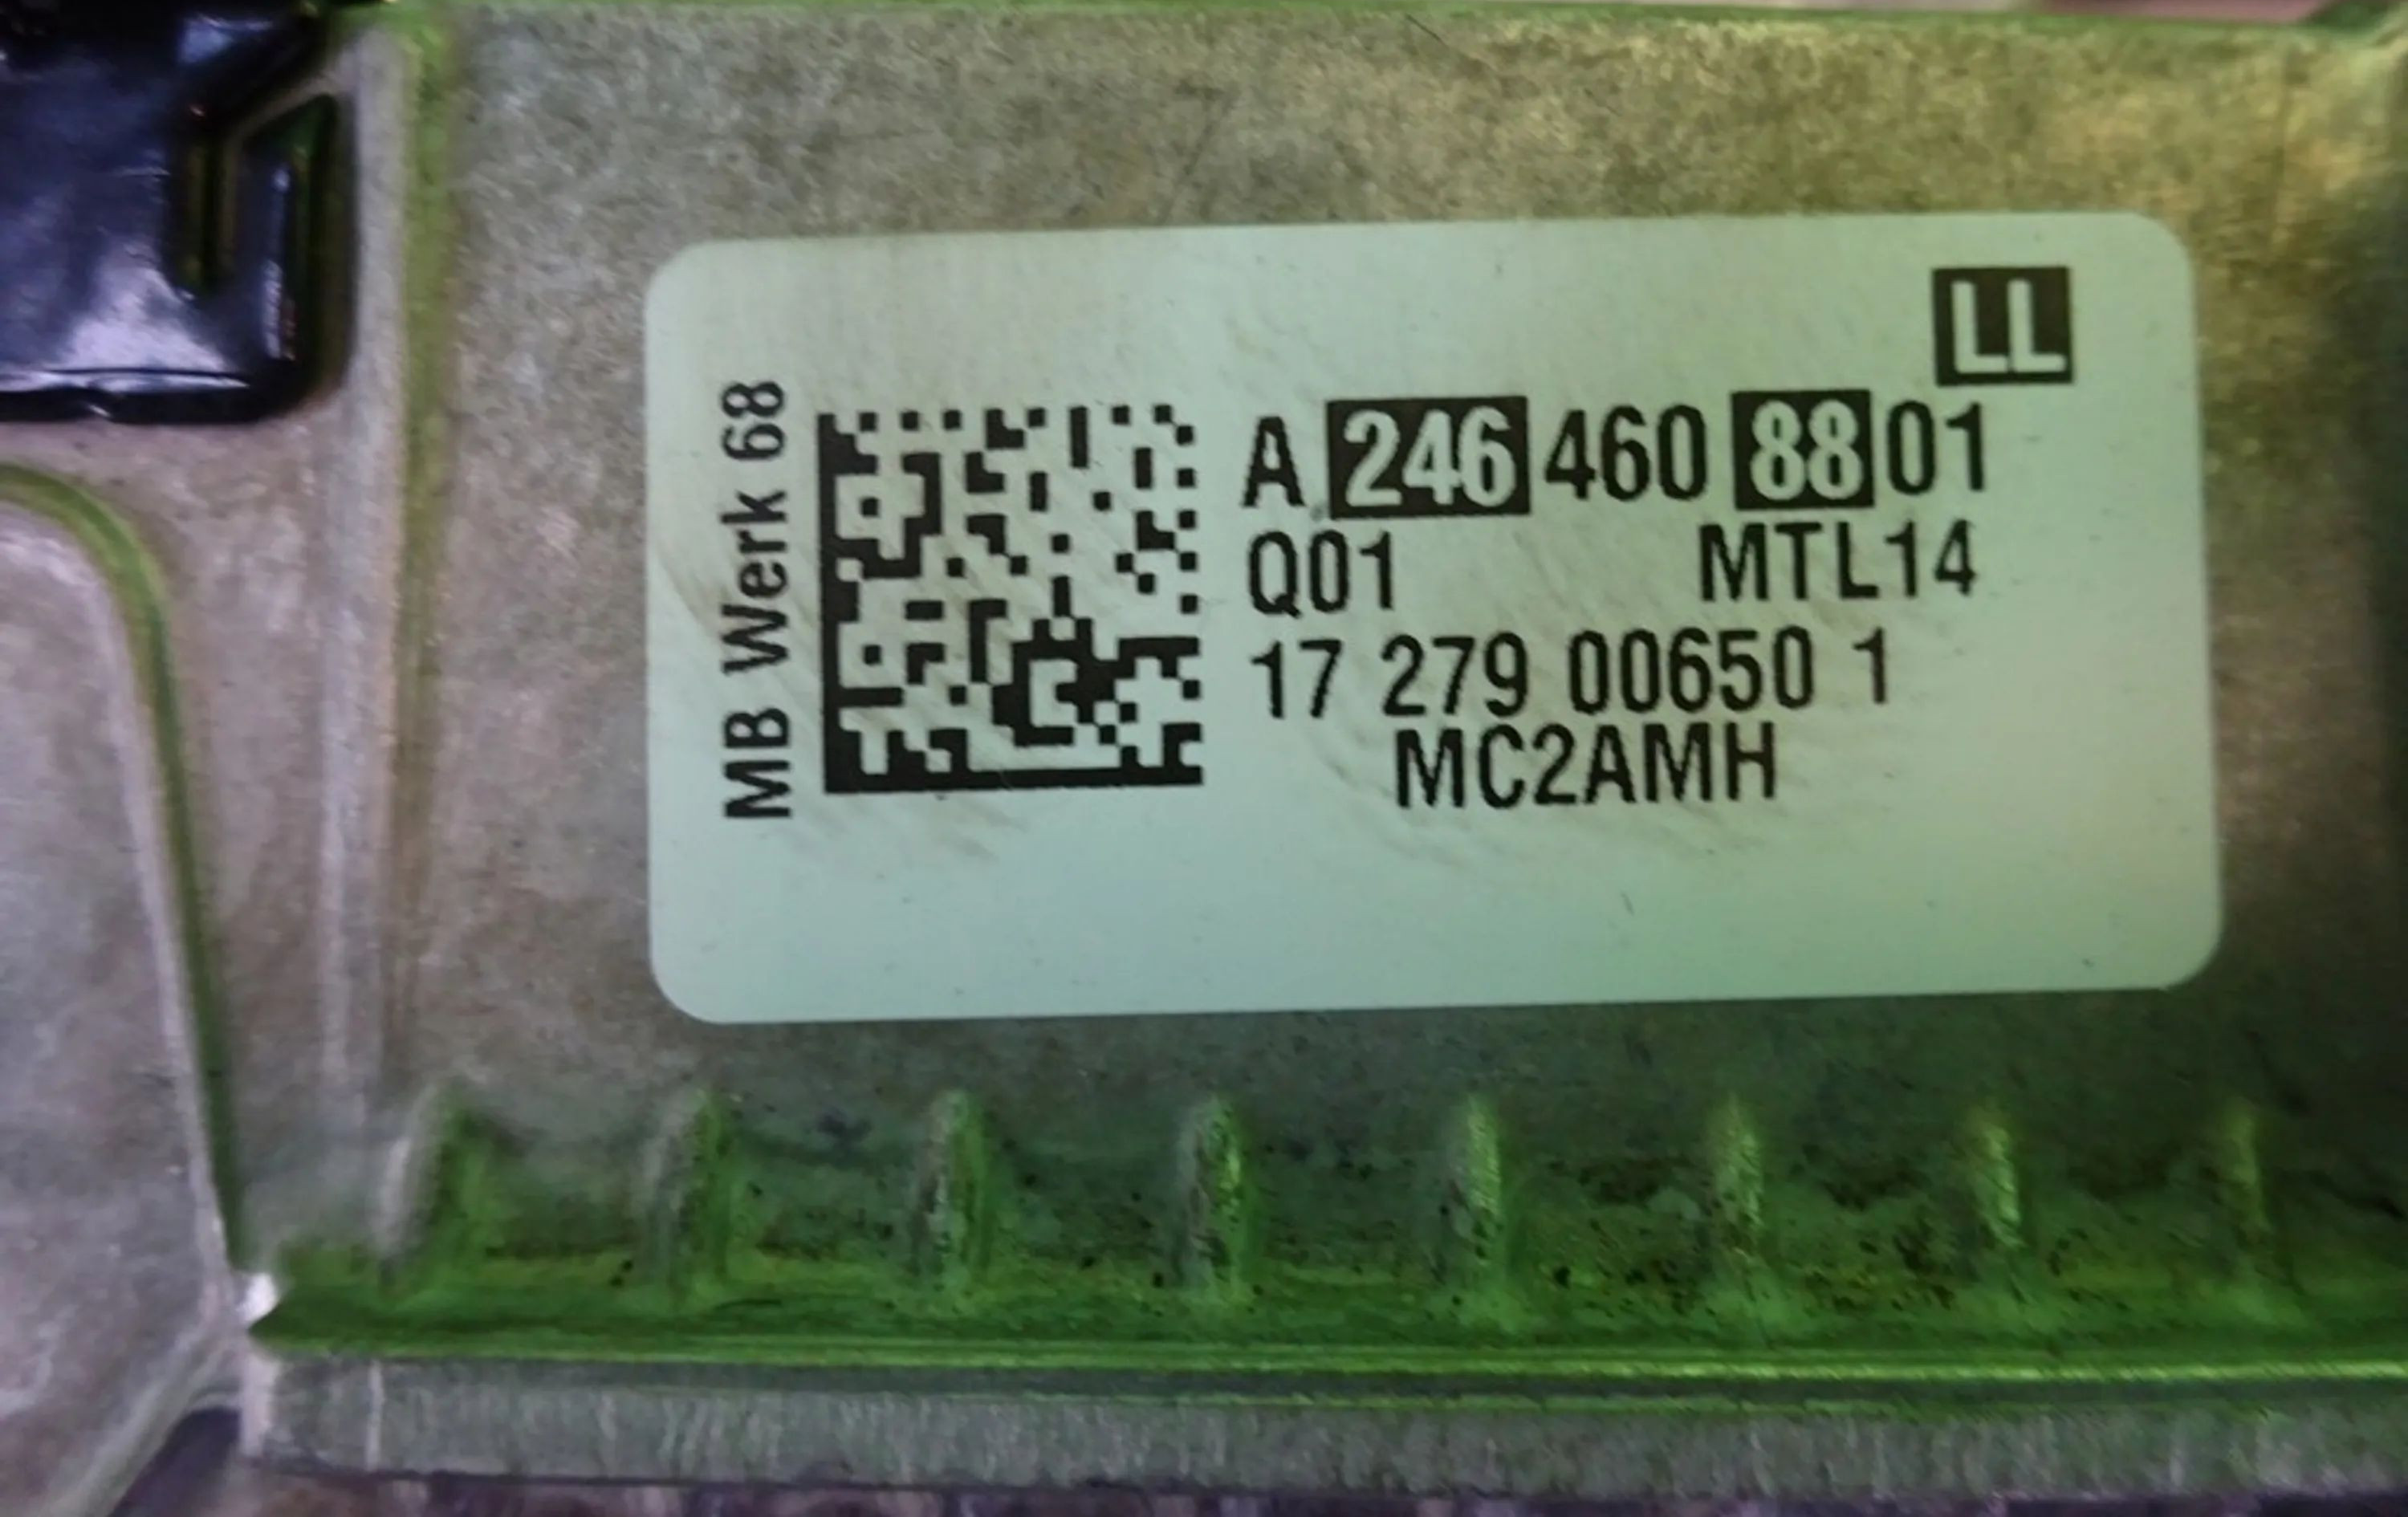 LL
MB Werk 68
A 246 460 88 01
Q01 MTL14
17 279 00650 1
MC2AMH